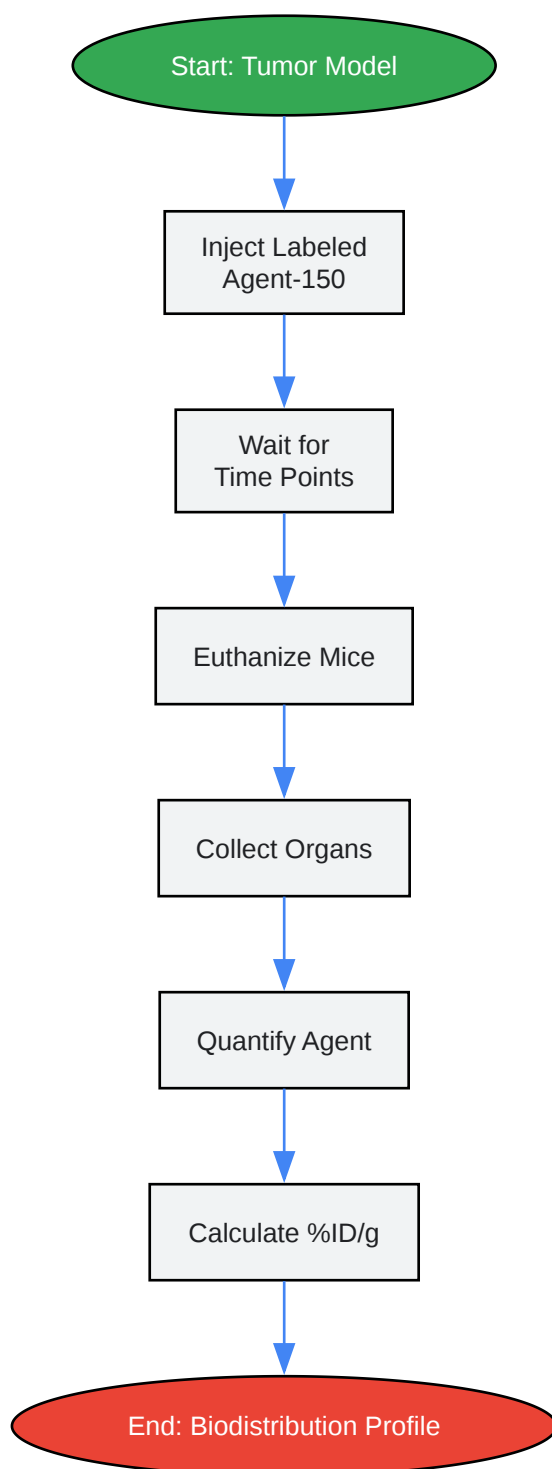 Start: Tumor Model
Inject Labeled
Agent-150
Wait for
Time Points
Euthanize Mice
Collect Organs
Quantify Agent
Calculate %ID/g
End: Biodistribution Profile